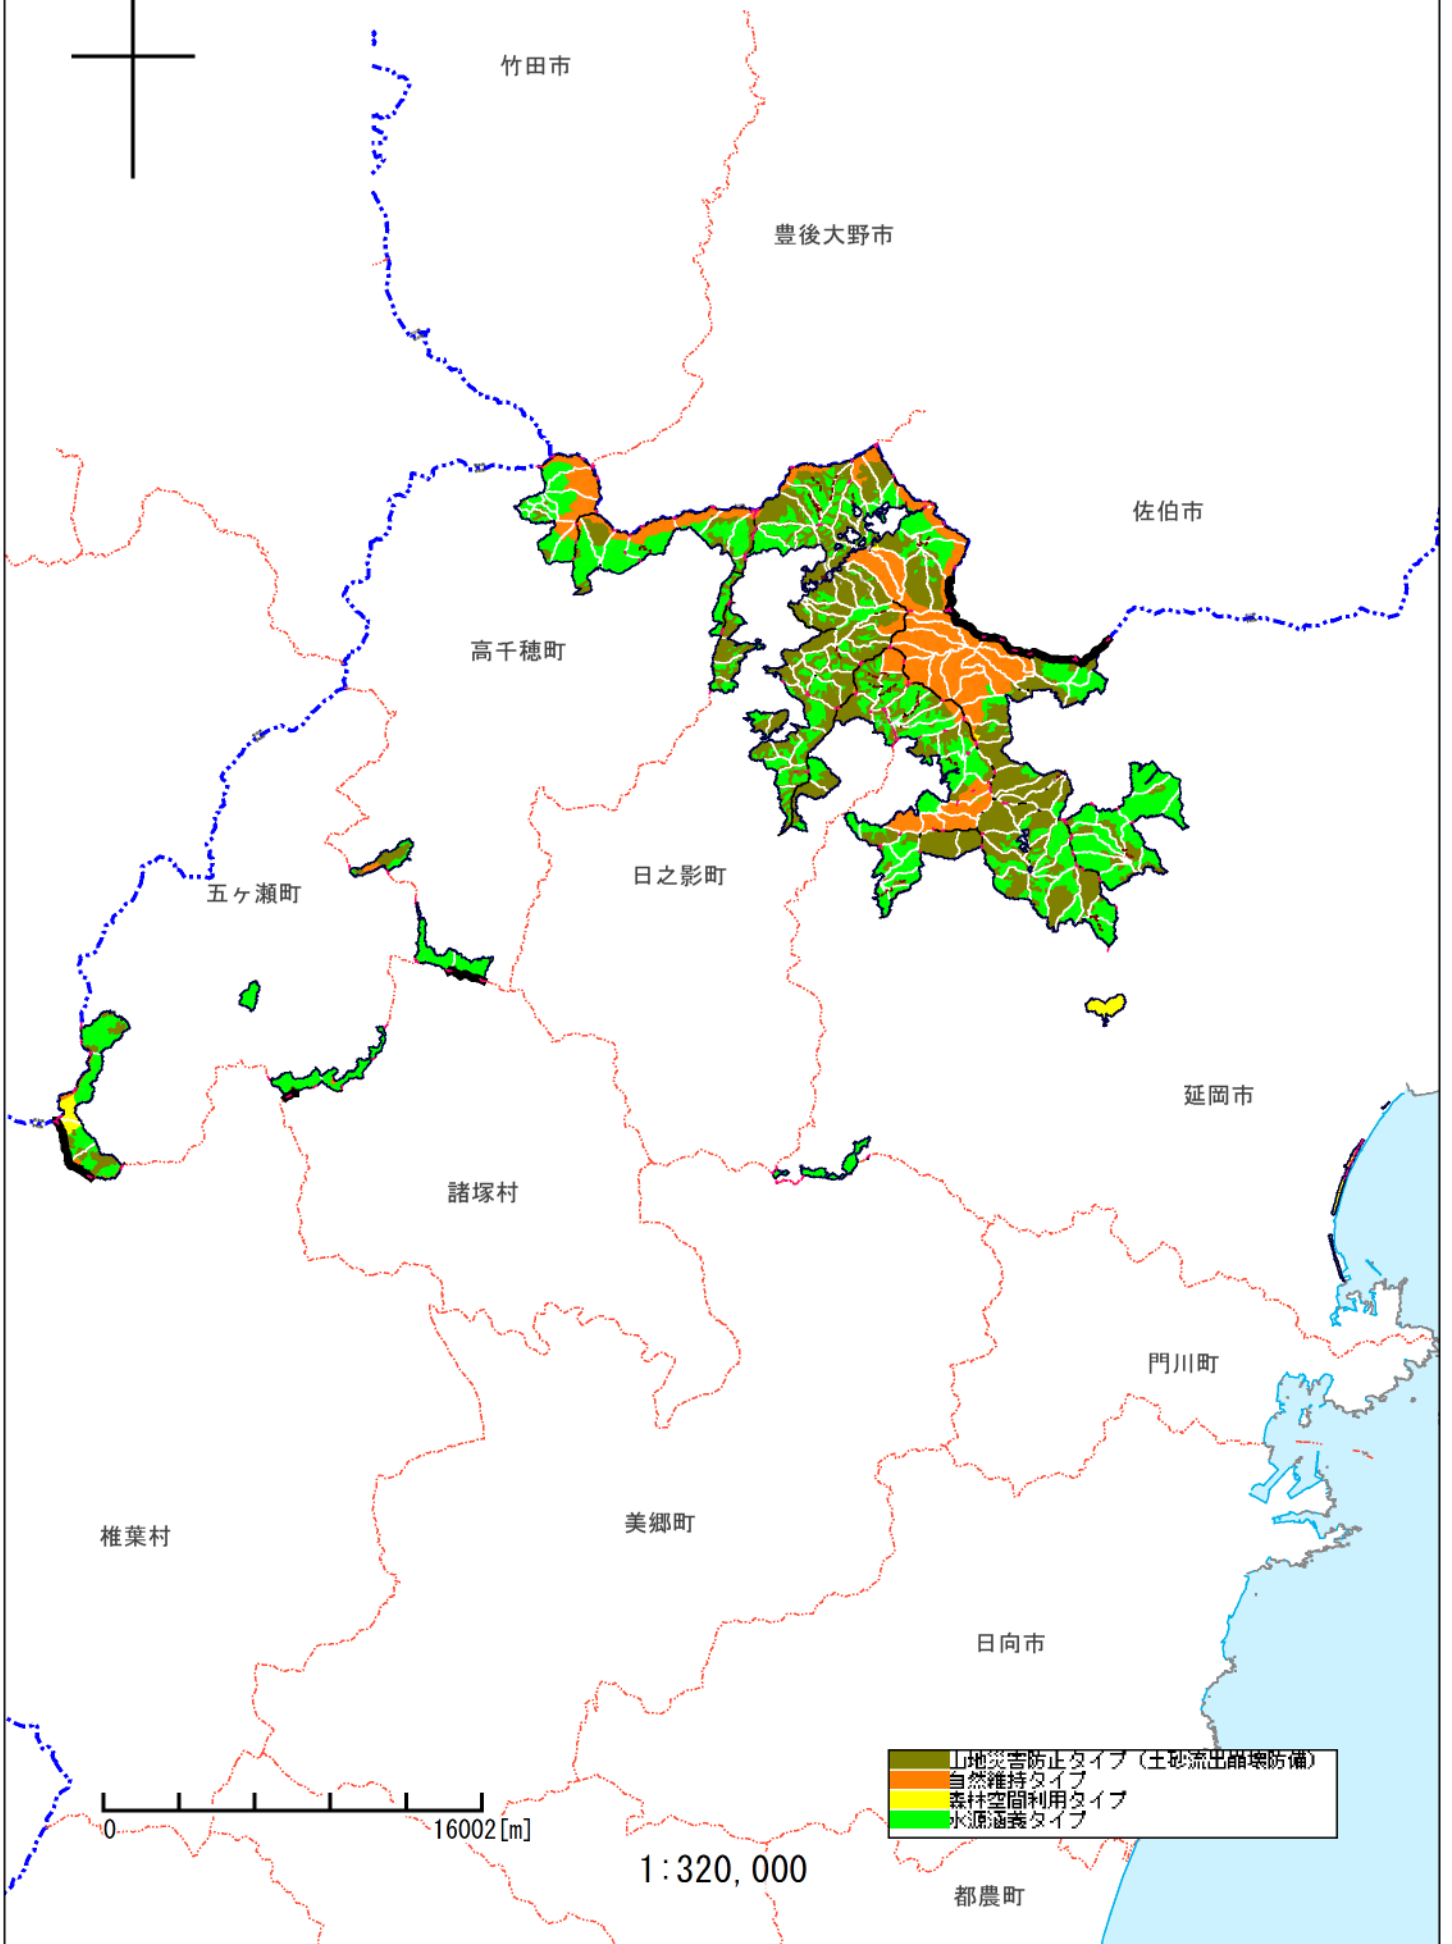 竹田市
豊後大野市
佐伯市
高千穂町
日之影町
五ヶ瀬町
延岡市
諸塚村
門川町
美郷町
椎葉村
日向市
山地災害防止タイプ（土砂流出崩壊防備）
自然維持タイプ
森林空間利用タイプ
水源涵養タイプ
0
16002[m]
1:320,000
都農町